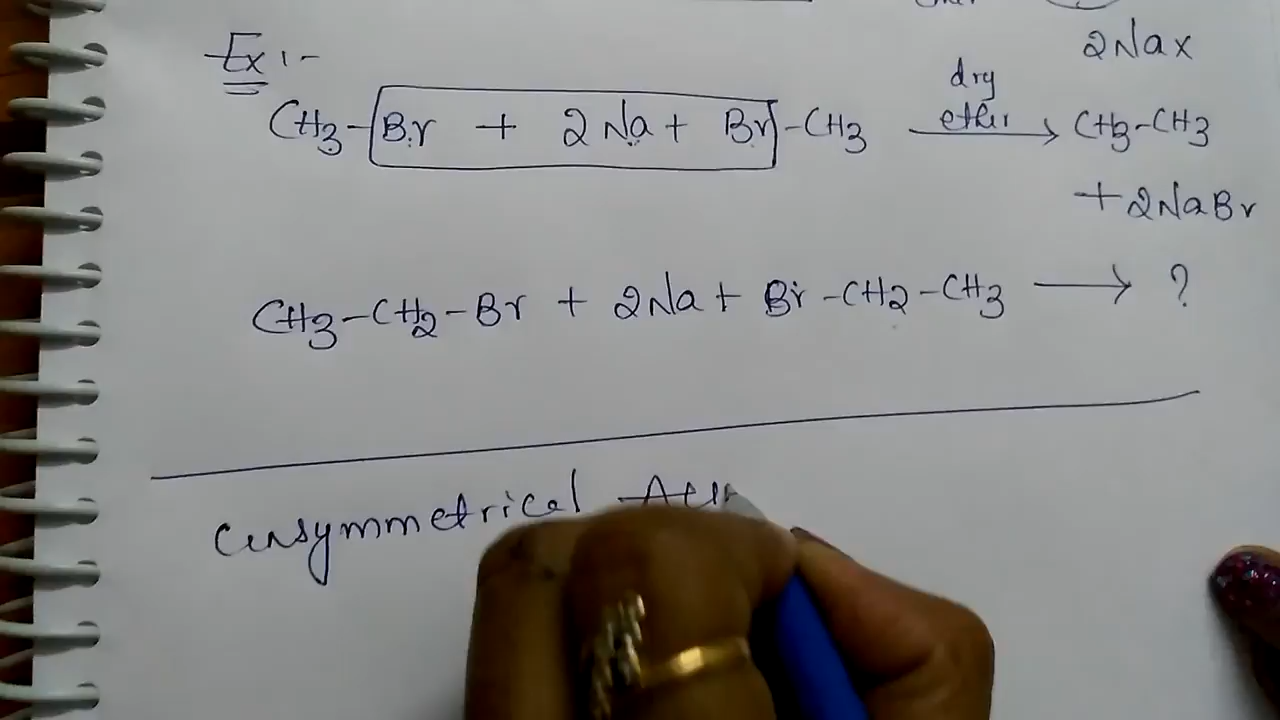 2Nax
Ex :-
CH3-Br + 2Na + Br-CH3 dry ether → CH3-CH3
+ 2NaBr
CH3-CH2-Br + 2Na + Br-CH2-CH3 → ?
unsymmetrical